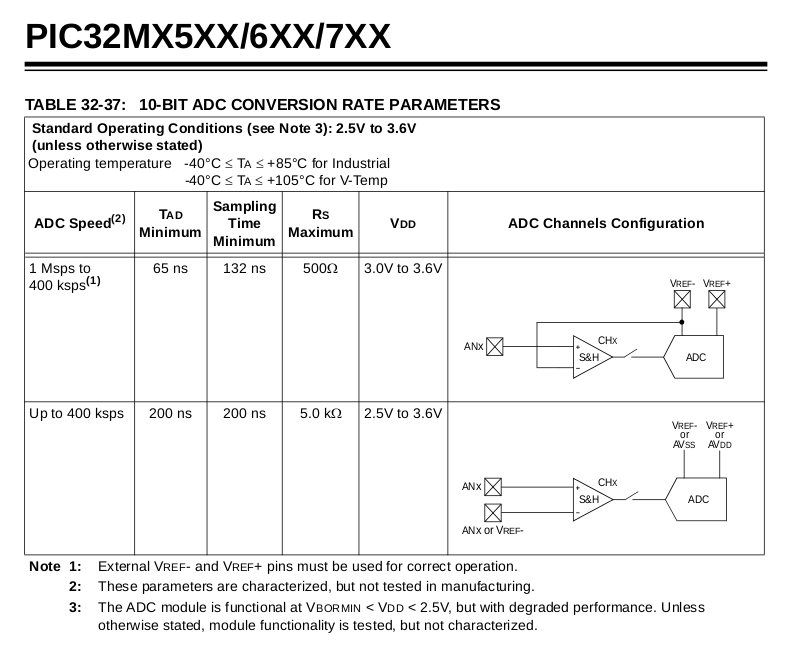 PIC32MX5XX/6XX/7XX
TABLE 32-37: 10-BIT ADC CONVERSION RATE PARAMETERS
Standard Operating Conditions (see Note 3): 2.5V to 3.6V
(unless otherwise stated)
Operating temperature -40°C ≤ TA ≤ +85°C for Industrial
-40°C ≤ TA ≤ +105°C for V-Temp
ADC Speed(2)
TAD
Minimum
Sampling
Time
Minimum
RS
Maximum
VDD
ADC Channels Configuration
1 Msps to
400 ksps(1)
65 ns
132 ns
500Ω
3.0V to 3.6V
VREF- VREF+
ANx
+
-
S&H
CHX
ADC
Up to 400 ksps
200 ns
200 ns
5.0 kΩ
2.5V to 3.6V
VREF- VREF+
or or
AVSS AVDD
ANx
+
-
S&H
CHX
ADC
ANx or VREF-
Note 1: External VREF- and VREF+ pins must be used for correct operation.
2: These parameters are characterized, but not tested in manufacturing.
3: The ADC module is functional at VBORMIN < VDD < 2.5V, but with degraded performance. Unless
otherwise stated, module functionality is tested, but not characterized.